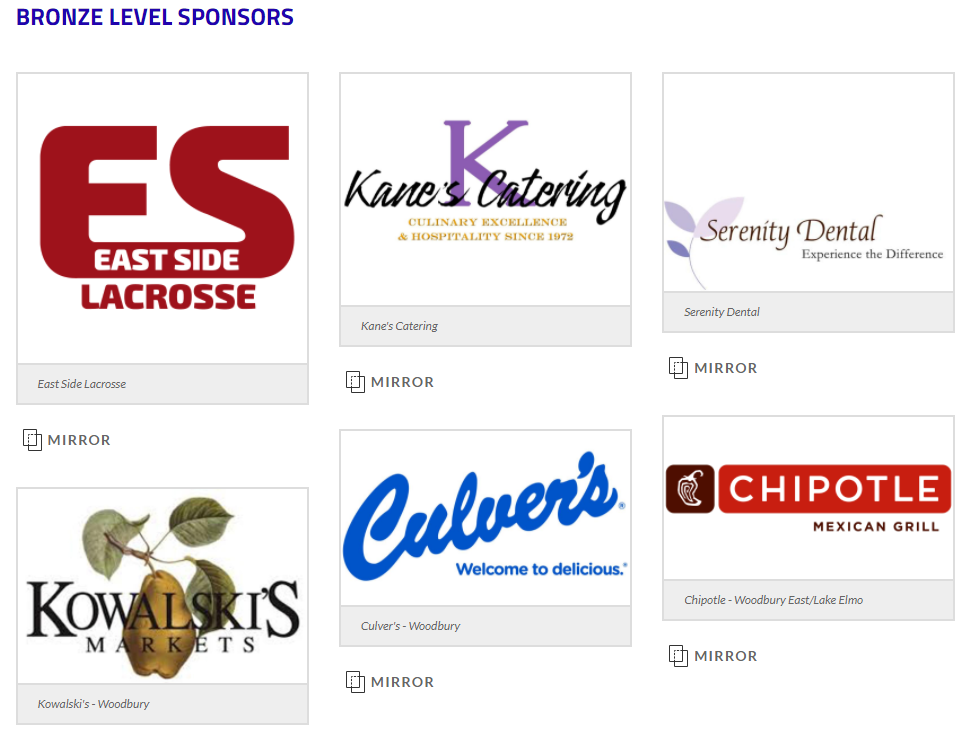 BRONZE LEVEL SPONSORS
ES
EAST SIDE
LACROSSE
East Side Lacrosse
MIRROR
KOWALSKI'S
MARKETS
Kowalski's - Woodbury
K
Kane's Catering
CULINARY EXCELLENCE
& HOSPITALITY SINCE 1972
Kane's Catering
MIRROR
Culver's®
Welcome to delicious.®
Culver's - Woodbury
MIRROR
Serenity Dental
Experience the Difference
Serenity Dental
MIRROR
CHIPOTLE
MEXICAN GRILL
Chipotle - Woodbury East/Lake Elmo
MIRROR